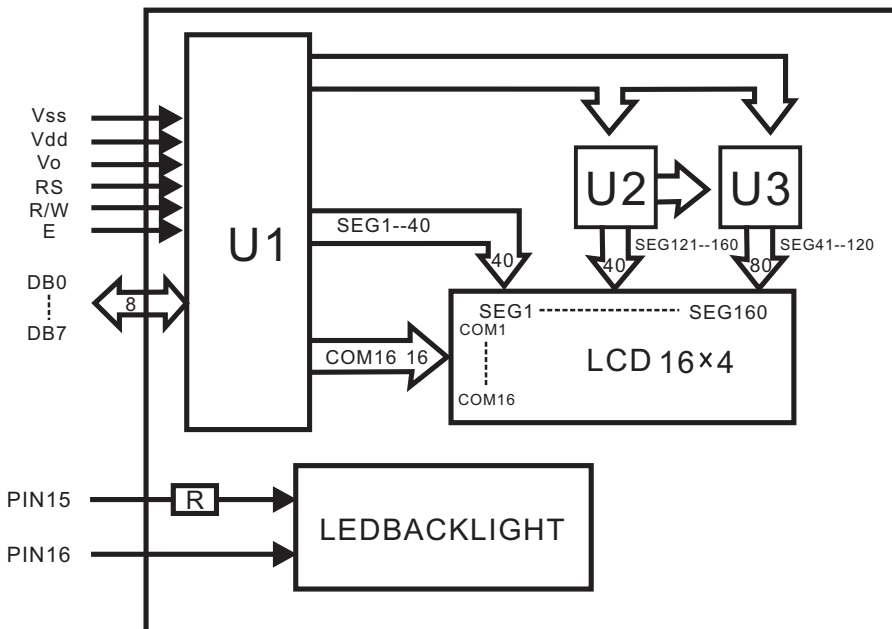 Vss
Vdd
Vo
RS
R/W
E
DB0
DB7
8
U1
U2
U3
SEG1--40
40
SEG121--160
40
SEG41--120
80
COM16 16
SEG1
SEG160
COM1
COM16
LCD 16×4
PIN15
R
PIN16
LEDBACKLIGHT